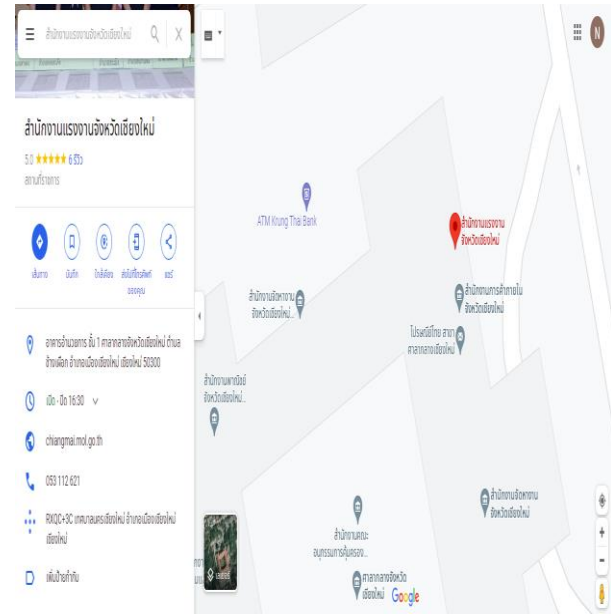 สำนักงานแรงงานจังหวัดเชียงใหม่
สำนักงานแรงงานจังหวัดเชียงใหม่
5.0 ★★★★★ 6 รีวิว
สถานที่ราชการ
เส้นทาง
บันทึก
ใกล้เคียง
ส่งไปที่โทรศัพท์
ของคุณ
แชร์
อาคารอำนวยการ ชั้น 1 ศาลากลางจังหวัดเชียงใหม่ ตำบล
ช้างเผือก อำเภอเมืองเชียงใหม่ เชียงใหม่ 50300
เปิด ⋅ ปิด 16:30
chiangmai.mol.go.th
053 112 621
RXQC+3C เทศบาลนครเชียงใหม่ อำเภอเมืองเชียงใหม่
เชียงใหม่
เพิ่มป้ายกำกับ
N
ATM Krung Thai Bank
สำนักงานแรงงาน
จังหวัดเชียงใหม่
สำนักงานจัดหางาน
จังหวัดเชียงใหม่...
สำนักงานการค้าภายใน
จังหวัดเชียงใหม่
ไปรษณีย์ไทย สาขา
ศาลากลางเชียงใหม่
สำนักงานพาณิชย์
จังหวัดเชียงใหม่...
สำนักงานจัดหางาน
จังหวัดเชียงใหม่
สำนักงานคณะ
อนุกรรมการคุ้มครอง...
ศาลากลางจังหวัด
เชียงใหม่
Google
เลเยอร์